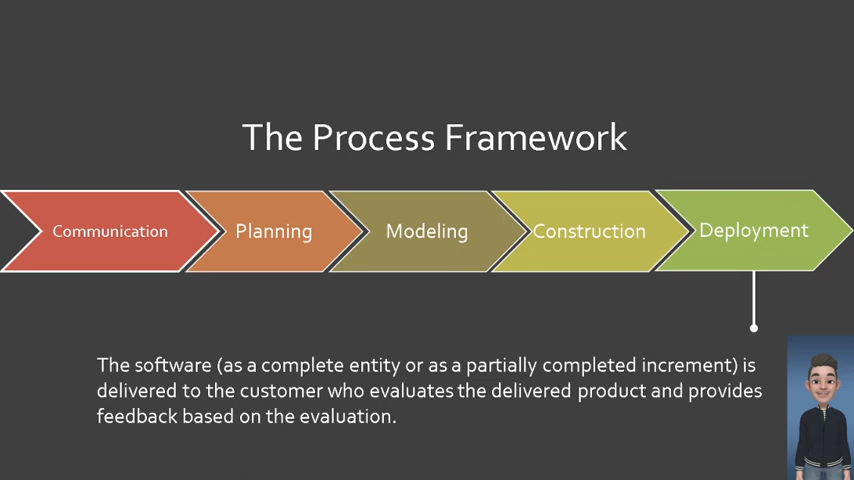 The Process Framework
Communication
Planning
Modeling
Construction
Deployment
The software (as a complete entity or as a partially completed increment) is
delivered to the customer who evaluates the delivered product and provides
feedback based on the evaluation.